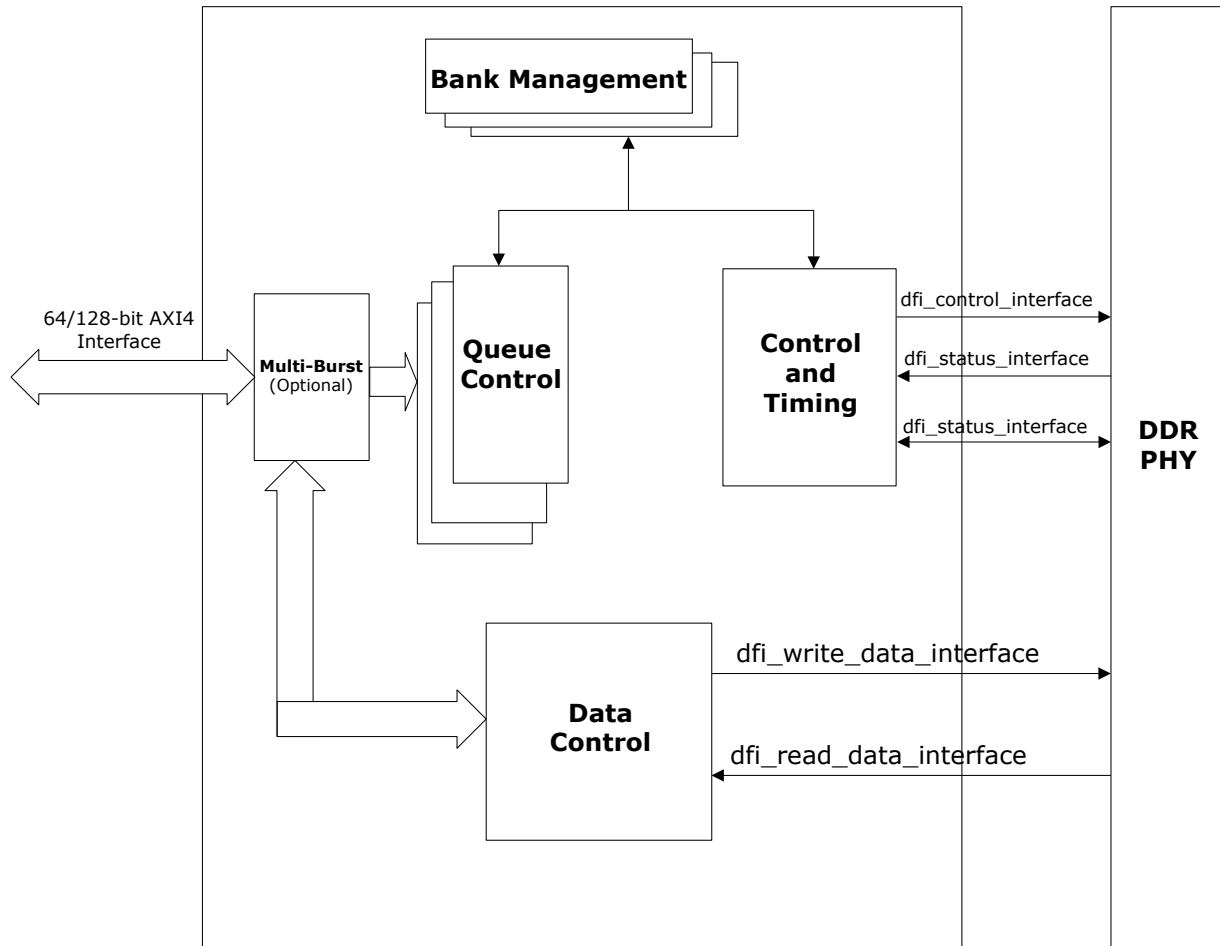 Bank Management
64/128-bit AXI4
Interface
Multi-Burst
(Optional)
Queue
Control
Control
and
Timing
dfi_control_interface
dfi_status_interface
dfi_status_interface
DDR
PHY
Data
Control
dfi_write_data_interface
dfi_read_data_interface